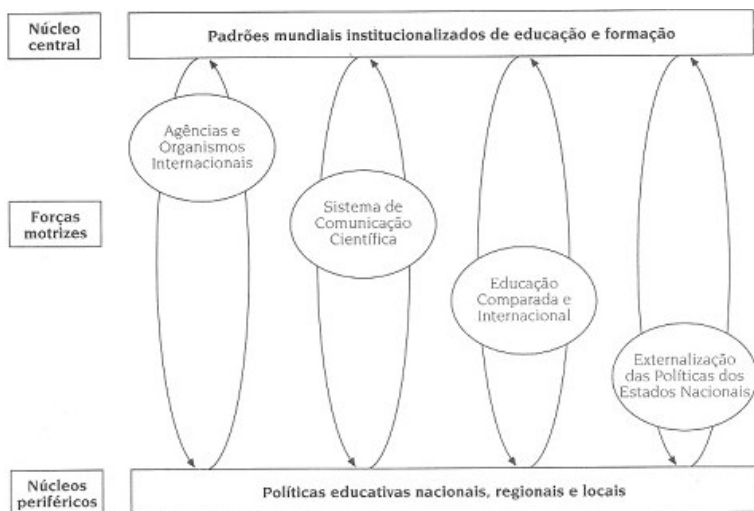 Núcleo
central
Padrões mundiais institucionalizados de educação e formação
Agências e
Organismos
Internacionais
Forças
motrizes
Sistema de
Comunicação
Científica
Educação
Comparada e
Internacional
Externalização
das Políticas dos
Estados Nacionais
Núcleos
periféricos
Políticas educativas nacionais, regionais e locais